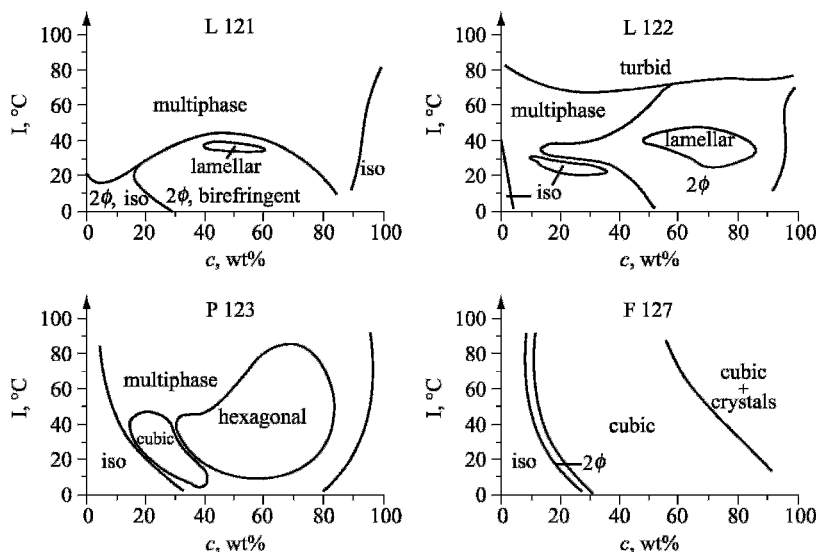 L 121
I, °C
100
80
60
40
20
0
multiphase
lamellar
2ϕ, iso
2ϕ, birefringent
iso
0 20 40 60 80 100
c, wt%
L 122
I, °C
100
80
60
40
20
0
turbid
multiphase
lamellar
iso
2ϕ
0 20 40 60 80 100
c, wt%
P 123
I, °C
100
80
60
40
20
0
multiphase
hexagonal
cubic
iso
0 20 40 60 80 100
c, wt%
F 127
I, °C
100
80
60
40
20
0
cubic
+
crystals
cubic
iso
2ϕ
0 20 40 60 80 100
c, wt%